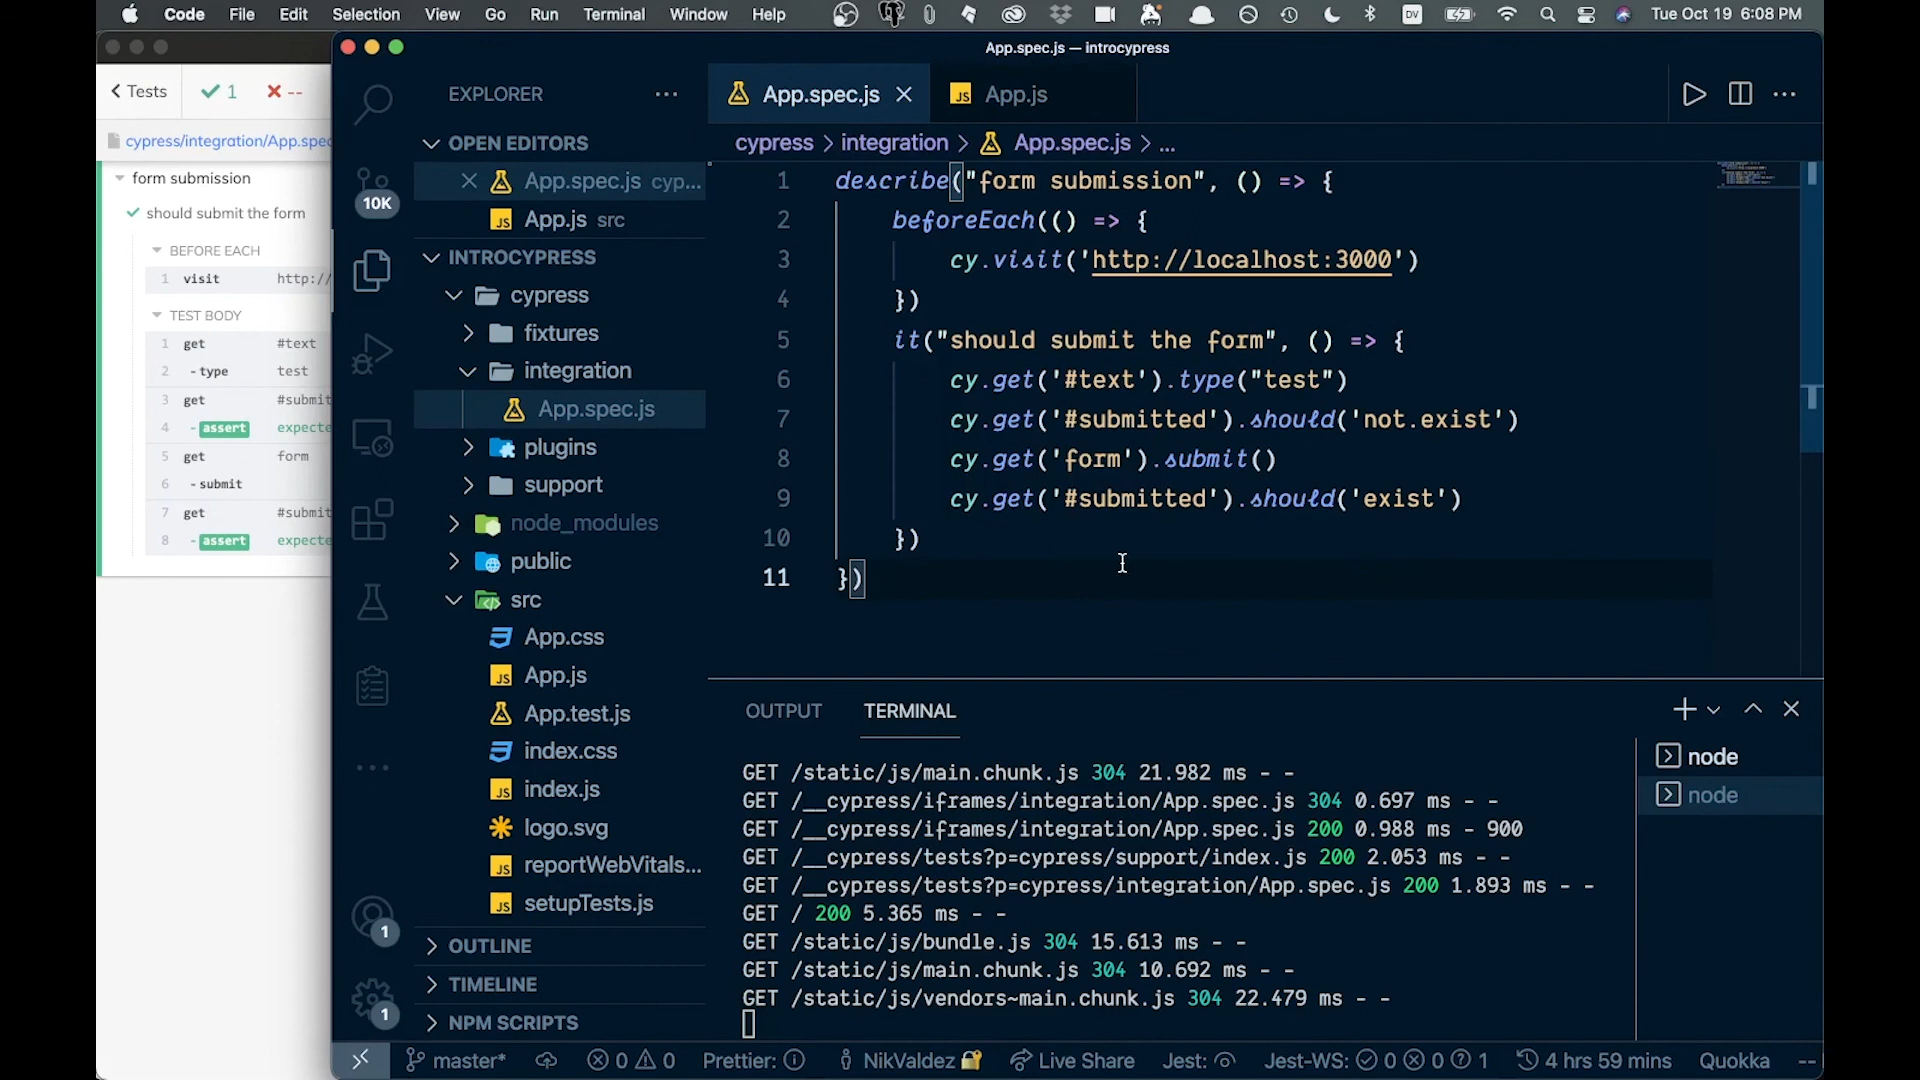 Code File Edit Selection View Go Run Terminal Window Help DV Tue Oct 19 6:08 PM
App.spec.js — introcypress
Tests 1 --
cypress/integration/App.spec
form submission
should submit the form
BEFORE EACH
1 visit http://
TEST BODY
1 get #text
2 -type test
3 get #submit
4 -assert expecte
5 get form
6 -submit
7 get #submit
8 -assert expecte
10K
1
1
EXPLORER
OPEN EDITORS
App.spec.js cyp...
App.js src
INTROCYPRESS
cypress
fixtures
integration
App.spec.js
plugins
support
node_modules
public
src
App.css
App.js
App.test.js
index.css
index.js
logo.svg
reportWebVitals...
setupTests.js
OUTLINE
TIMELINE
NPM SCRIPTS
App.spec.js JS App.js
cypress > integration > App.spec.js > ...
1 describe("form submission", () => {
2 beforeEach(() => {
3 cy.visit('http://localhost:3000')
4 })
5 it("should submit the form", () => {
6 cy.get('#text').type("test")
7 cy.get('#submitted').should('not.exist')
8 cy.get('form').submit()
9 cy.get('#submitted').should('exist')
10 })
11 })
OUTPUT TERMINAL
GET /static/js/main.chunk.js 304 21.982 ms - -
GET /__cypress/iframes/integration/App.spec.js 304 0.697 ms - -
GET /__cypress/iframes/integration/App.spec.js 200 0.988 ms - 900
GET /__cypress/tests?p=cypress/support/index.js 200 2.053 ms - -
GET /__cypress/tests?p=cypress/integration/App.spec.js 200 1.893 ms - -
GET / 200 5.365 ms - -
GET /static/js/bundle.js 304 15.613 ms - -
GET /static/js/main.chunk.js 304 10.692 ms - -
GET /static/js/vendors~main.chunk.js 304 22.479 ms - -
node
node
master* 0 0 Prettier: NikValdez Live Share Jest: Jest-WS: 0 0 1 4 hrs 59 mins Quokka --